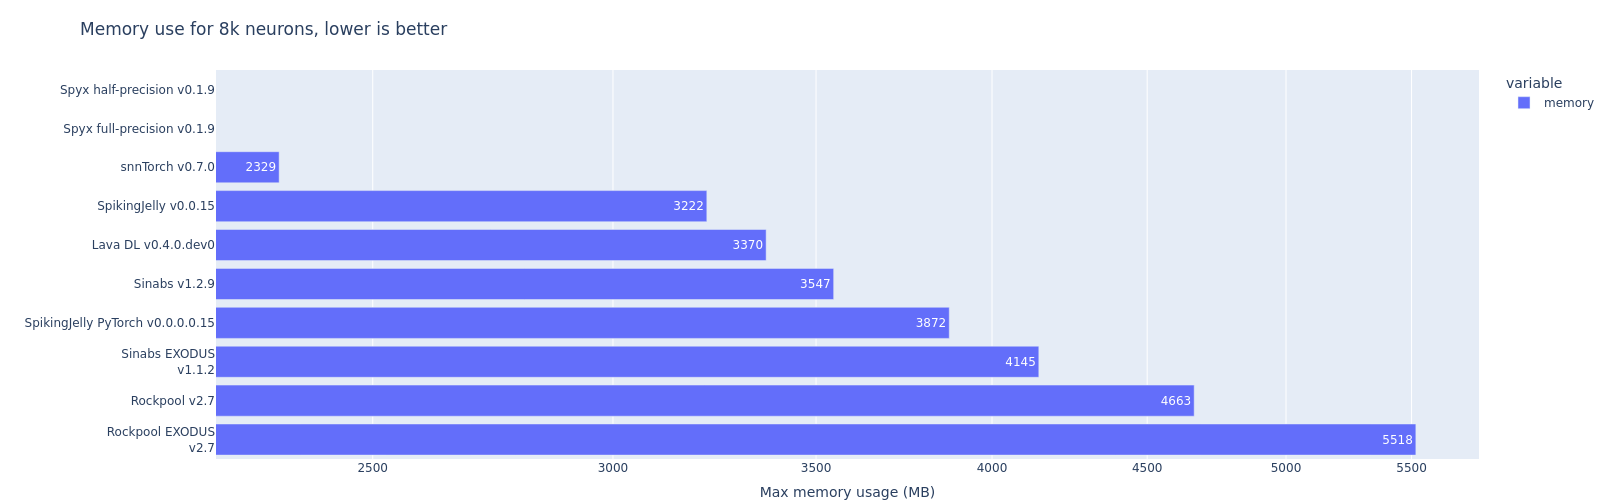 Memory use for 8k neurons, lower is better
Spyx half-precision v0.1.9
Spyx full-precision v0.1.9
snnTorch v0.7.0
2329
SpikingJelly v0.0.15
3222
Lava DL v0.4.0.dev0
3370
Sinabs v1.2.9
3547
SpikingJelly PyTorch v0.0.0.0.15
3872
Sinabs EXODUS
v1.1.2
4145
Rockpool v2.7
4663
Rockpool EXODUS
v2.7
5518
2500 3000 3500 4000 4500 5000 5500
Max memory usage (MB)
variable
memory